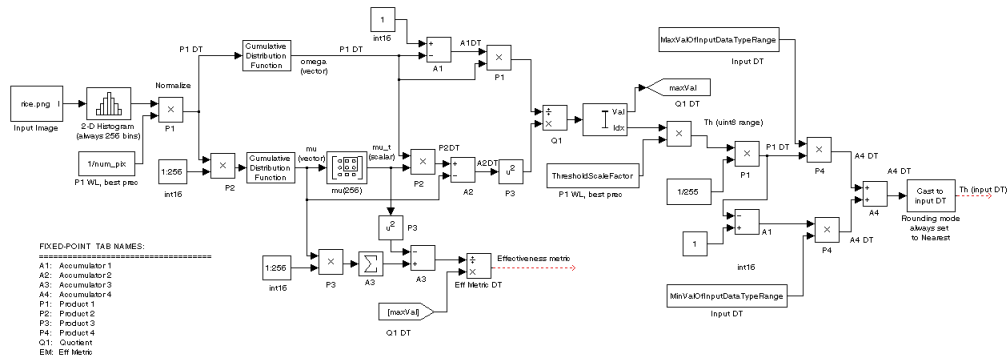 1
int16
P1 DT
Cumulative
Distribution
Function
P1 DT
omega
(vector)
A1
A1DT
P1
MaxValOfInputDataTypeRange
Input DT
maxVal
Q1 DT
rice.png I
Input Image
2-D Histogram
(always 256 bins)
Normalize
P1
1/num_pix
P1 WL, best prec
Q1
Val
Idx
Th (uint8 range)
P1 DT
P1
P4
A4 DT
ThresholdScaleFactor
P1 WL, best prec
1/255
1:256
int16
P2
Cumulative
Distribution
Function
mu
(vector)
mu_t
(scalar)
mu(256)
P2DT
P2
A2
A2DT
u²
P3
A4 DT
A4
Cast to
input DT
Th (input DT)
Rounding mode
always set
to Nearest
u²
P3
1
A1
int16
P4
A4 DT
1:256
int16
P3
A3
A3
Effectiveness metric
Eff Metric DT
[maxVal]
Q1 DT
MinValOfInputDataTypeRange
Input DT
FIXED-POINT TAB NAMES:
====================================
A1: Accumulator 1
A2: Accumulator 2
A3: Accumulator 3
A4: Accumulator 4
P1: Product 1
P2: Product 2
P3: Product 3
P4: Product 4
Q1: Quotient
EM: Eff Metric